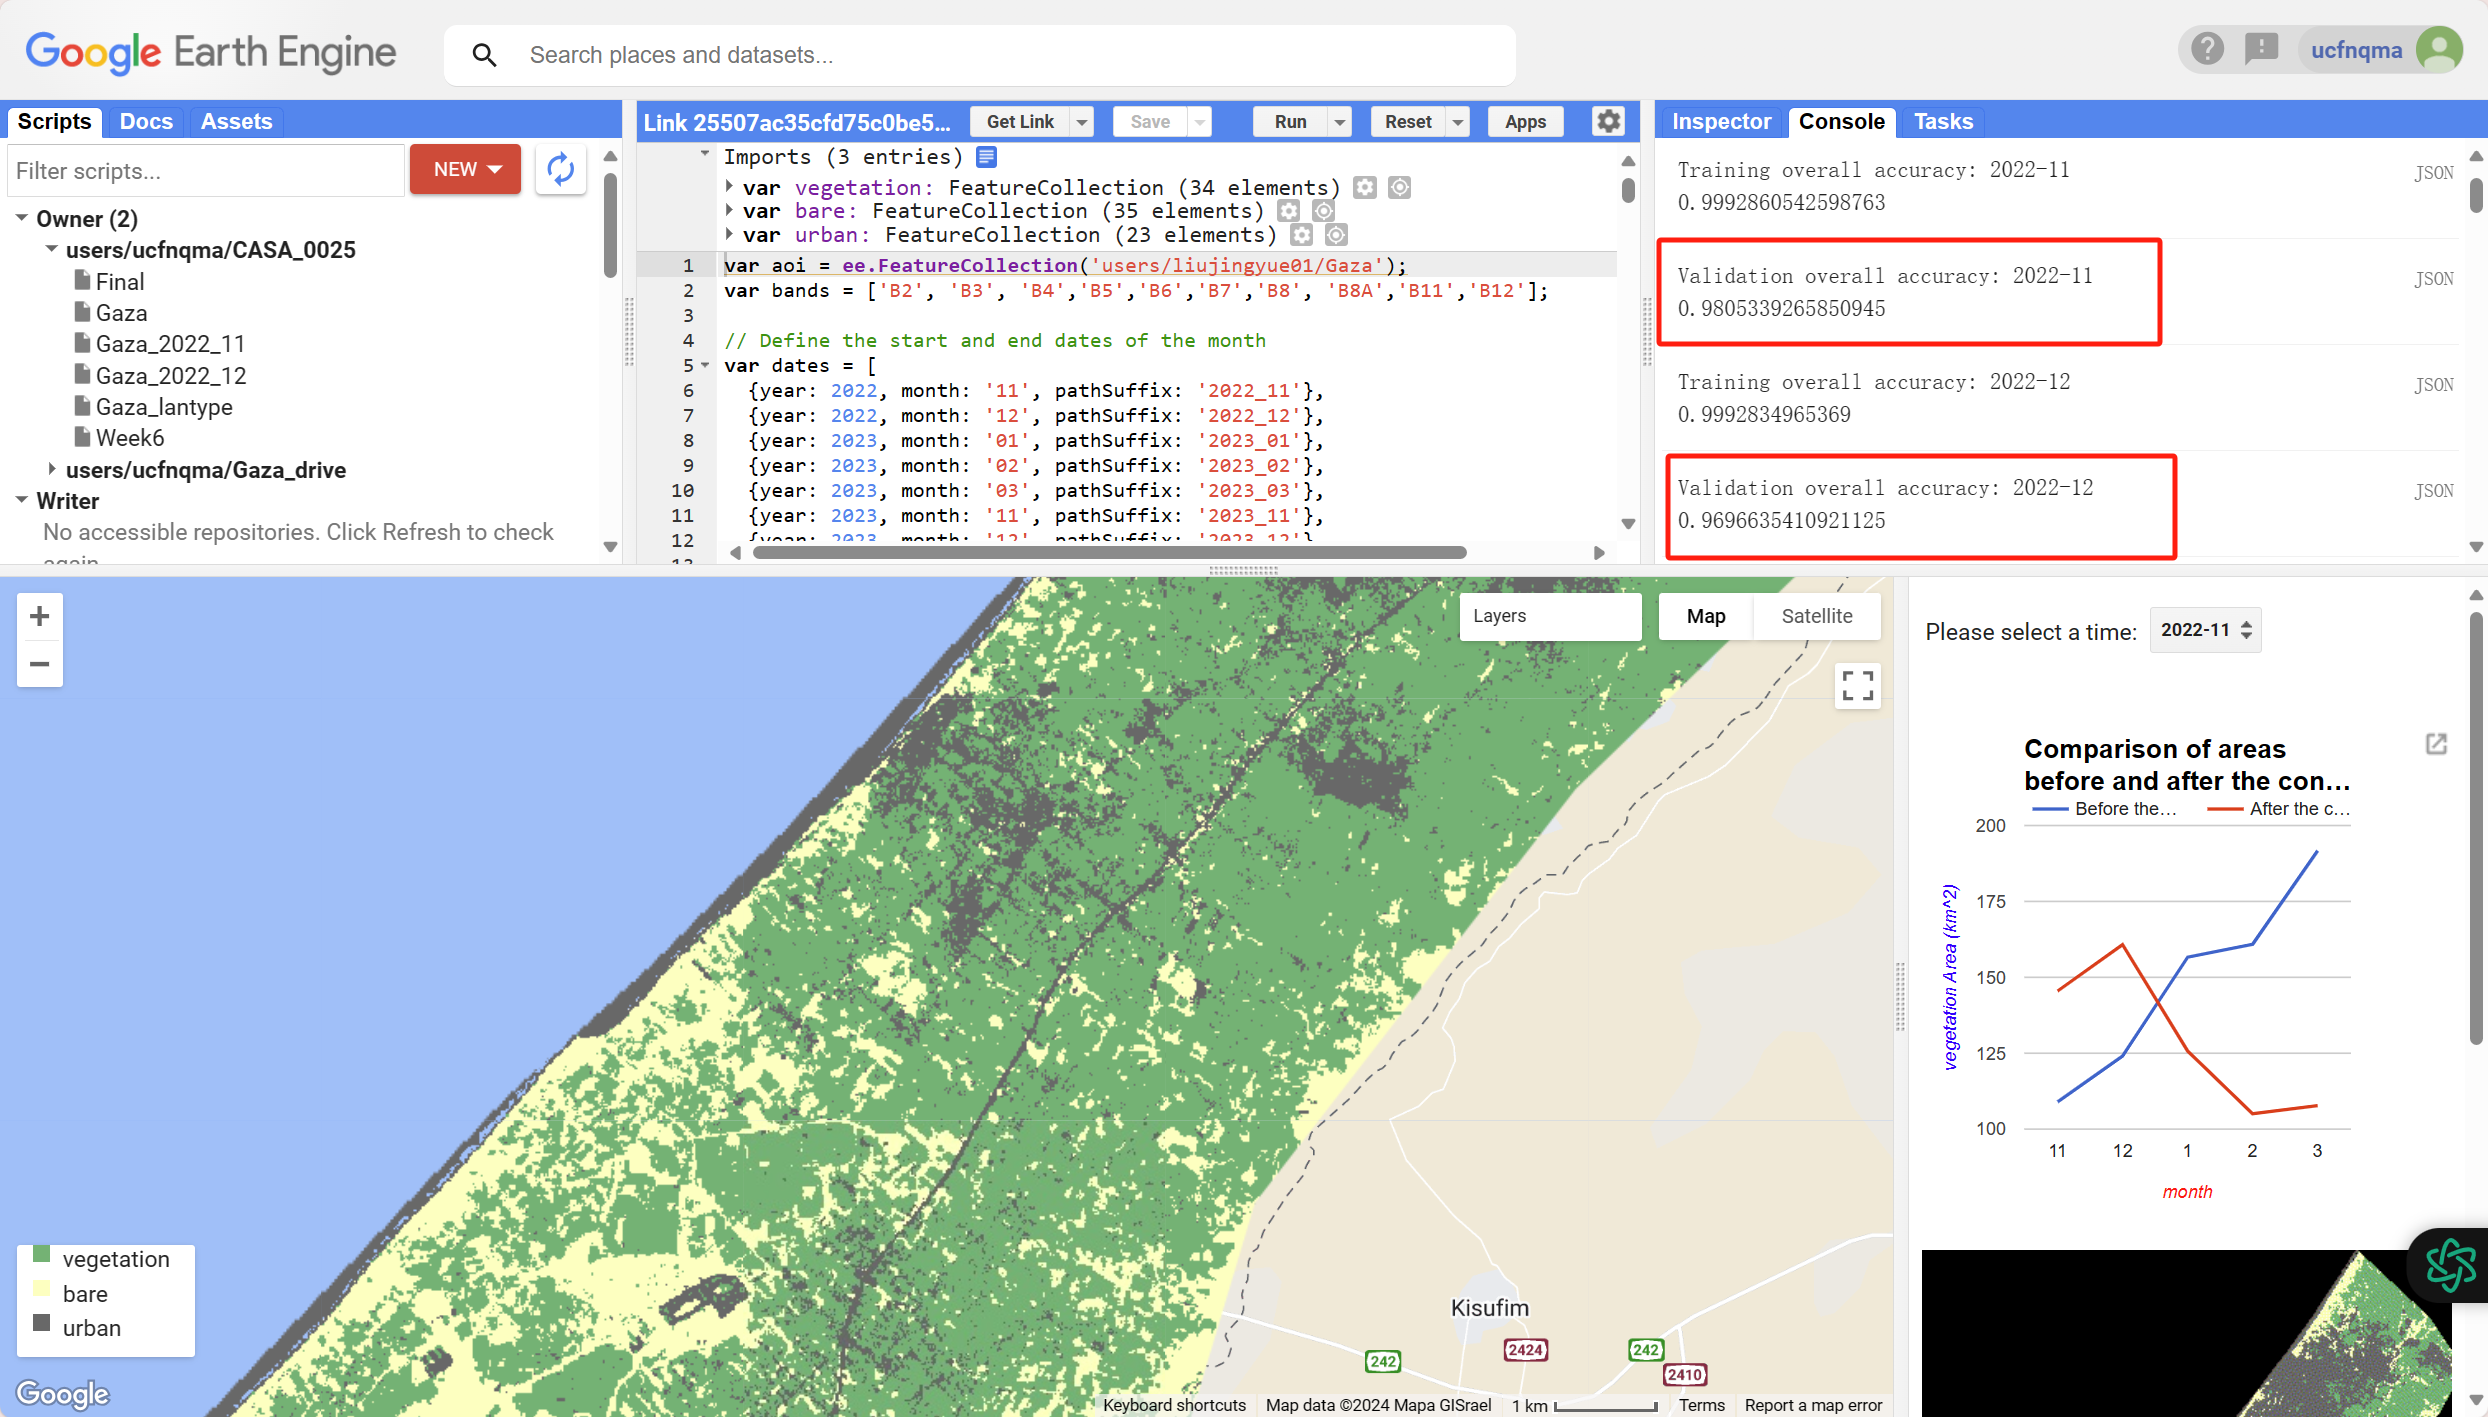 Google Earth Engine
Search places and datasets...
ucfnqma
Scripts Docs Assets
Filter scripts...
NEW
Owner (2)
users/ucfnqma/CASA_0025
Final
Gaza
Gaza_2022_11
Gaza_2022_12
Gaza_lantype
Week6
users/ucfnqma/Gaza_drive
Writer
No accessible repositories. Click Refresh to check
again.
Link 25507ac35cfd75c0be5...
Get Link Save Run Reset Apps
Imports (3 entries)
var vegetation: FeatureCollection (34 elements)
var bare: FeatureCollection (35 elements)
var urban: FeatureCollection (23 elements)
1 var aoi = ee.FeatureCollection('users/liujingyue01/Gaza');
2 var bands = ['B2', 'B3', 'B4','B5','B6','B7','B8', 'B8A','B11','B12'];
3
4 // Define the start and end dates of the month
5 var dates = [
6 {year: 2022, month: '11', pathSuffix: '2022_11'},
7 {year: 2022, month: '12', pathSuffix: '2022_12'},
8 {year: 2023, month: '01', pathSuffix: '2023_01'},
9 {year: 2023, month: '02', pathSuffix: '2023_02'},
10 {year: 2023, month: '03', pathSuffix: '2023_03'},
11 {year: 2023, month: '11', pathSuffix: '2023_11'},
12 {year: 2023, month: '12', pathSuffix: '2023_12'},
13
Inspector Console Tasks
Training overall accuracy: 2022-11 JSON
0.9992860542598763
Validation overall accuracy: 2022-11 JSON
0.9805339265850945
Training overall accuracy: 2022-12 JSON
0.9992834965369
Validation overall accuracy: 2022-12 JSON
0.9696635410921125
Layers
Map Satellite
vegetation
bare
urban
Google
Kisufim
242
2424
242
2410
Keyboard shortcuts Map data ©2024 Mapa GISrael 1 km Terms Report a map error
Please select a time: 2022-11
Comparison of areas
before and after the con...
Before the... After the c...
vegetation Area (km^2)
200
175
150
125
100
11 12 1 2 3
month